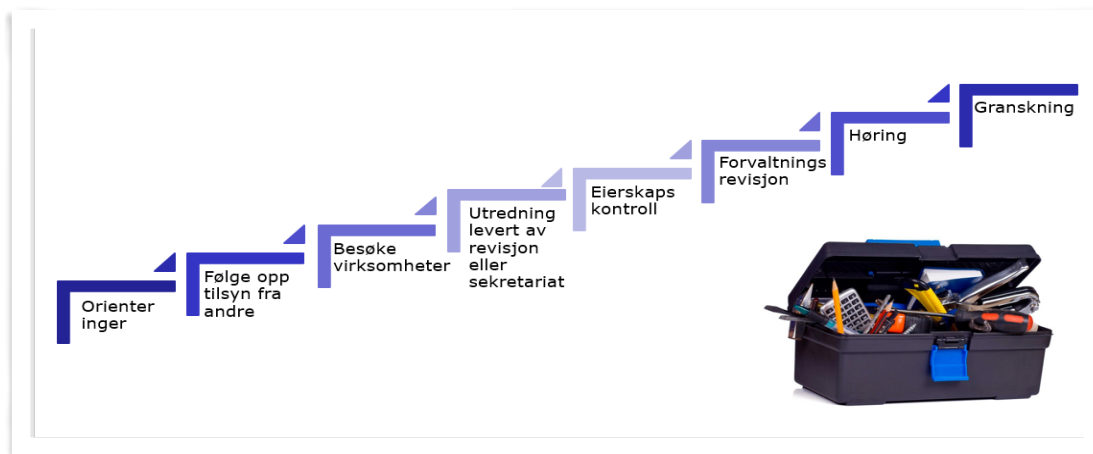 Orienter
inger
Følge opp
tilsyn fra
andre
Besøke
virksomheter
Utredning
levert av
revisjon
eller
sekretariat
Eierskaps
kontroll
Forvaltnings
revisjon
Høring
Granskning